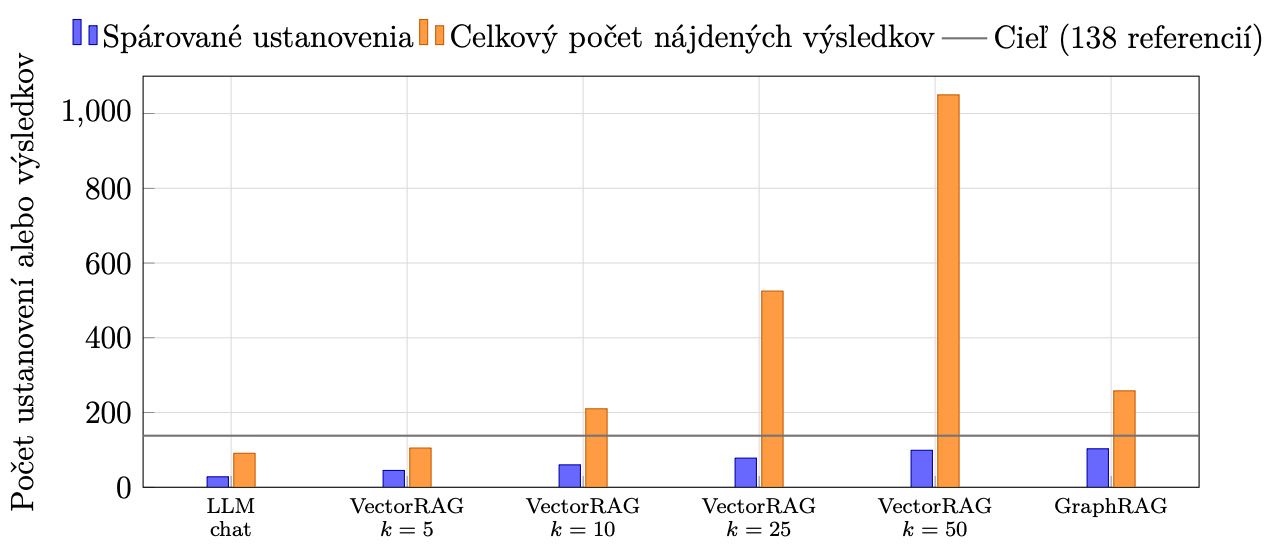 Spárované ustanovenia Celkový počet nájdených výsledkov Cieľ (138 referencií)
Počet ustanovení alebo výsledkov
1,000
800
600
400
200
0
LLM
chat
VectorRAG
k = 5
VectorRAG
k = 10
VectorRAG
k = 25
VectorRAG
k = 50
GraphRAG